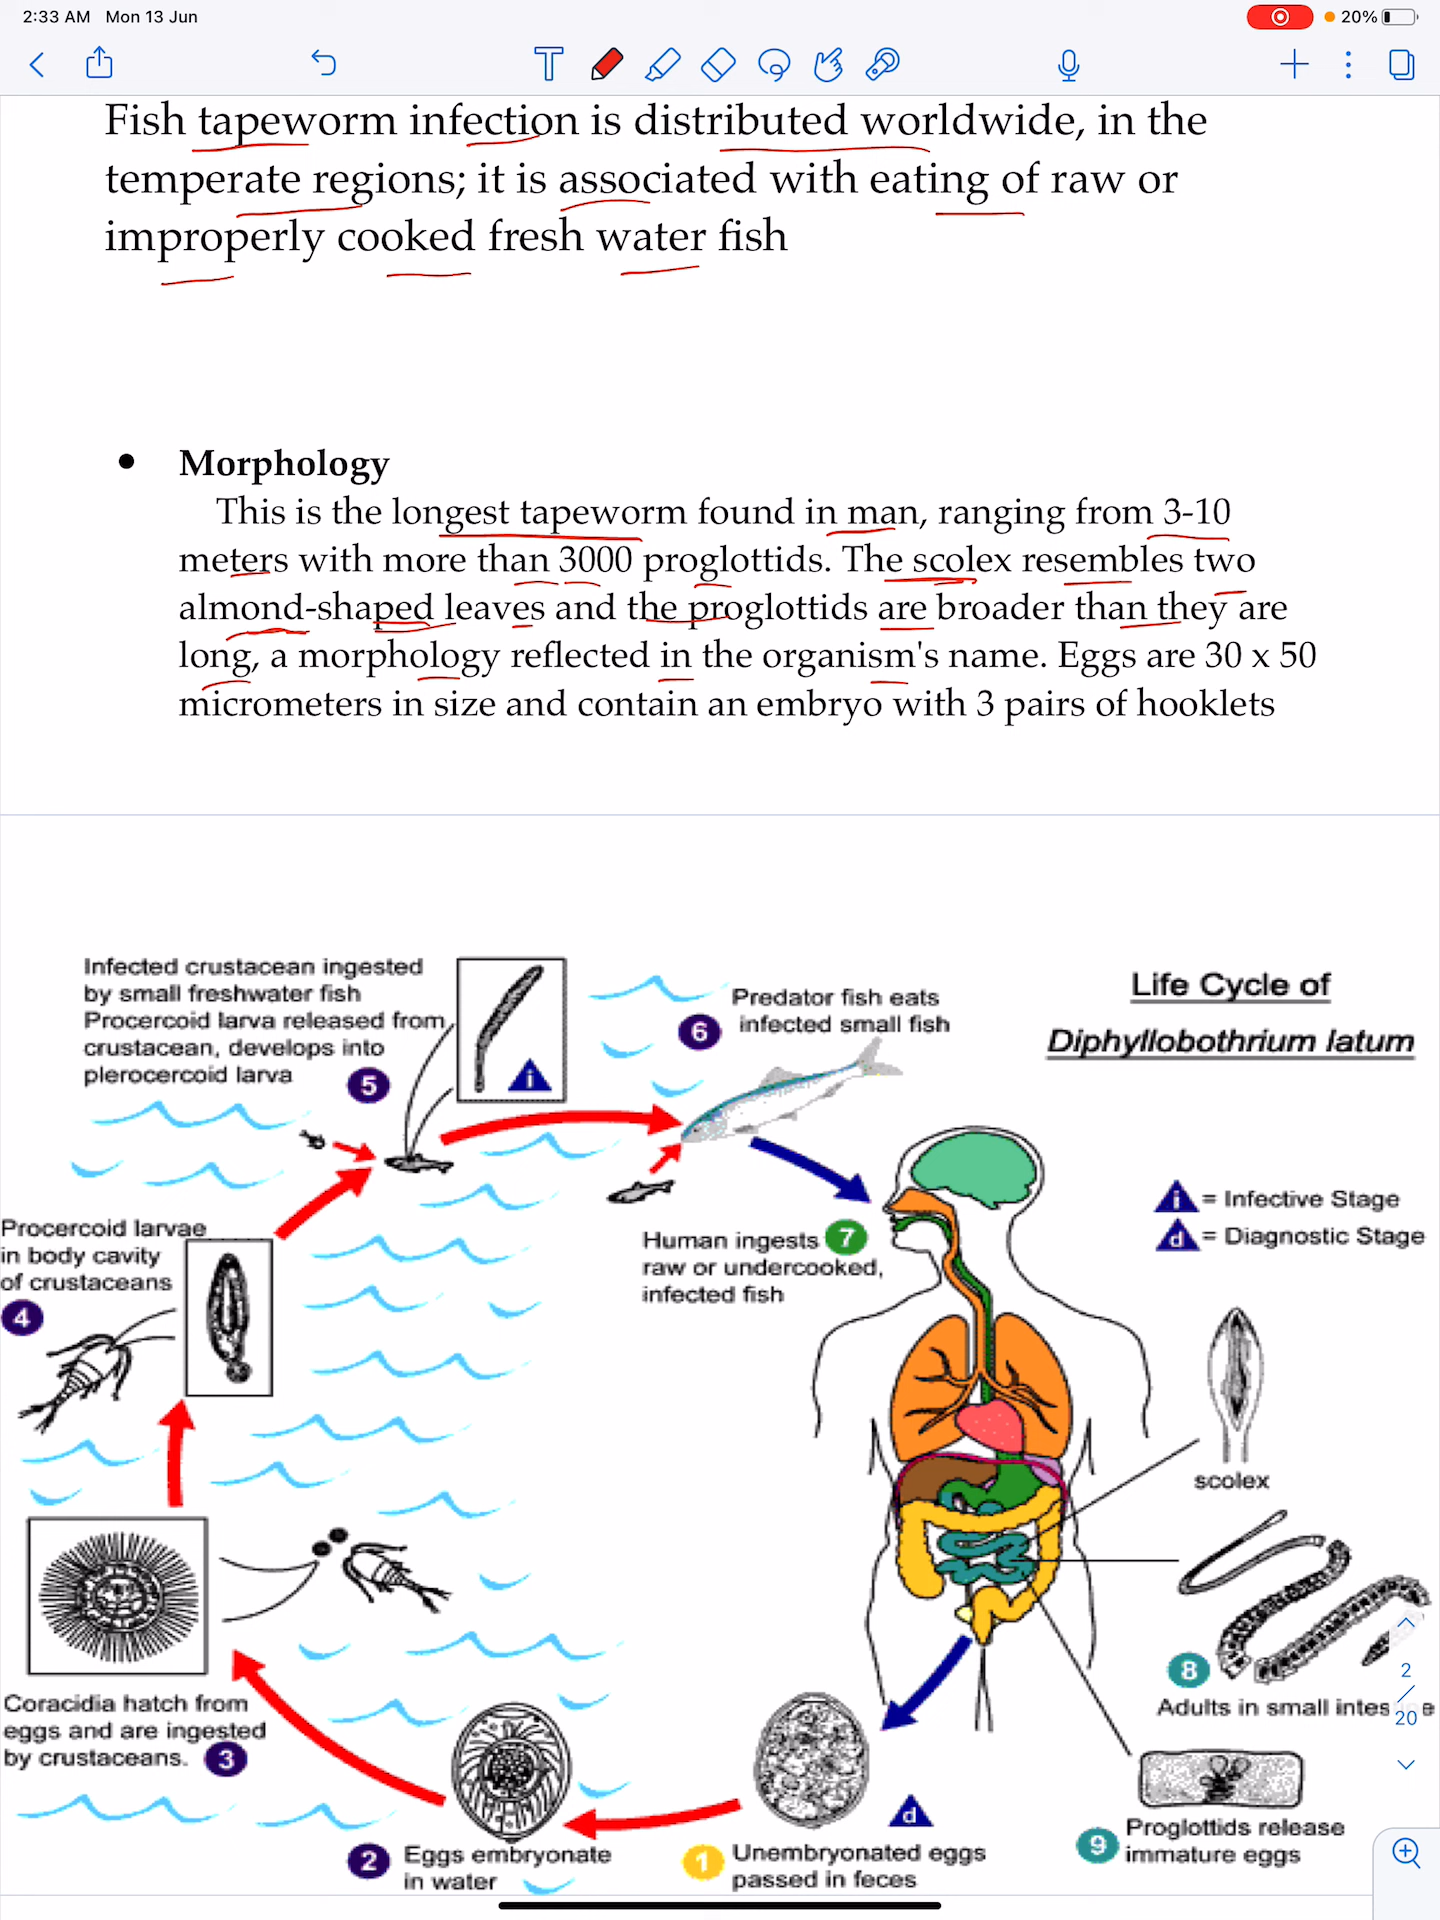 2:33 AM Mon 13 Jun
20%
Fish tapeworm infection is distributed worldwide, in the
temperate regions; it is associated with eating of raw or
improperly cooked fresh water fish
• Morphology
This is the longest tapeworm found in man, ranging from 3-10
meters with more than 3000 proglottids. The scolex resembles two
almond-shaped leaves and the proglottids are broader than they are
long, a morphology reflected in the organism's name. Eggs are 30 x 50
micrometers in size and contain an embryo with 3 pairs of hooklets
Life Cycle of
Diphyllobothrium latum
Infected crustacean ingested
by small freshwater fish
Procercoid larva released from
crustacean, develops into
plerocercoid larva
5
i
6
Predator fish eats
infected small fish
i = Infective Stage
d = Diagnostic Stage
Procercoid larvae
in body cavity
of crustaceans
4
Human ingests 7
raw or undercooked,
infected fish
scolex
8
Adults in small intes e
2
20
Coracidia hatch from
eggs and are ingested
by crustaceans. 3
d
2 Eggs embryonate
in water
1 Unembryonated eggs
passed in feces
9 Proglottids release
immature eggs